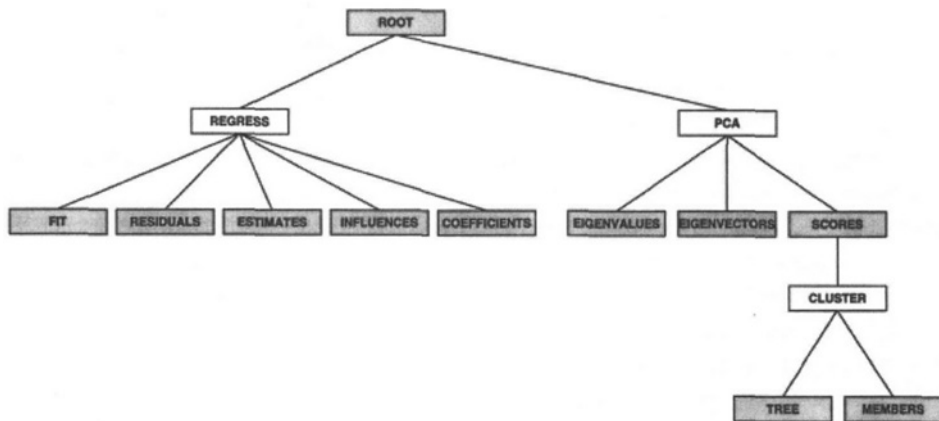 ROOT
REGRESS
PCA
FIT
RESIDUALS
ESTIMATES
INFLUENCES
COEFFICIENTS
EIGENVALUES
EIGENVECTORS
SCORES
CLUSTER
TREE
MEMBERS